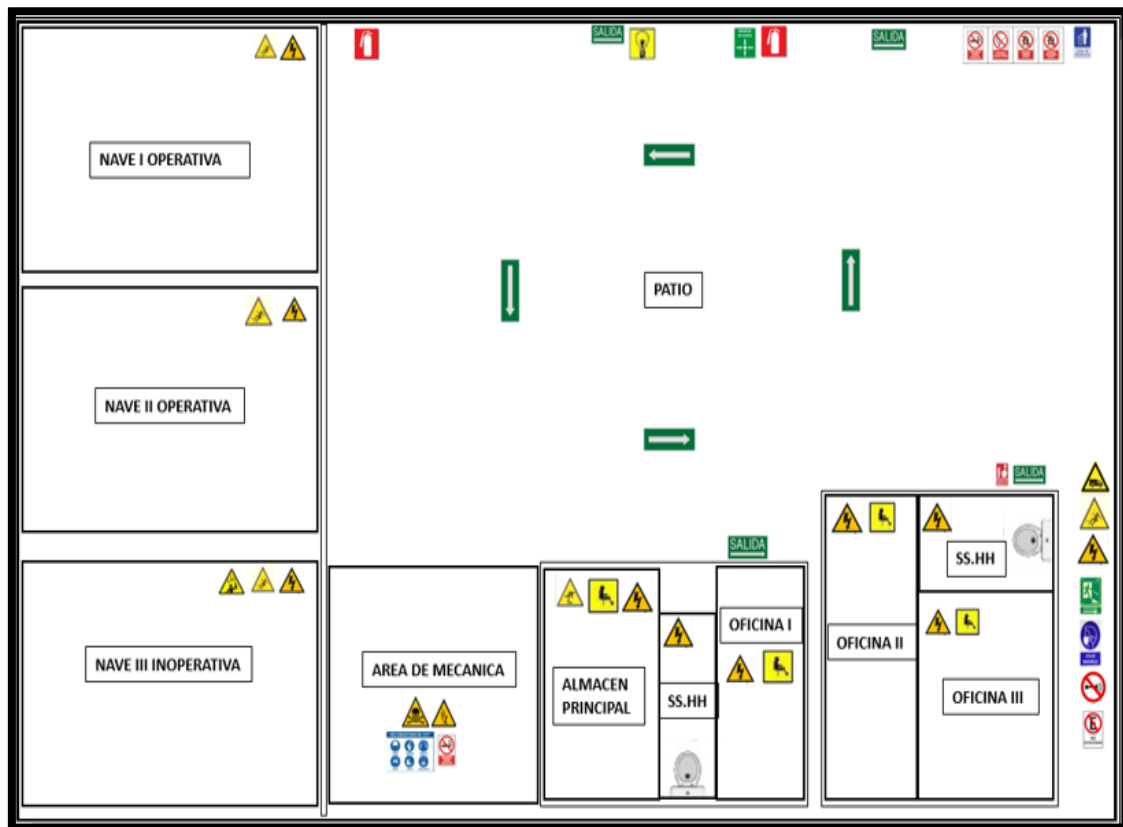 SALIDA
SALIDA
NAVE I OPERATIVA
PATIO
NAVE II OPERATIVA
SALIDA
SALIDA
SS.HH
OFICINA I
OFICINA II
NAVE III INOPERATIVA
AREA DE MECANICA
ALMACEN
PRINCIPAL
SS.HH
OFICINA III
E